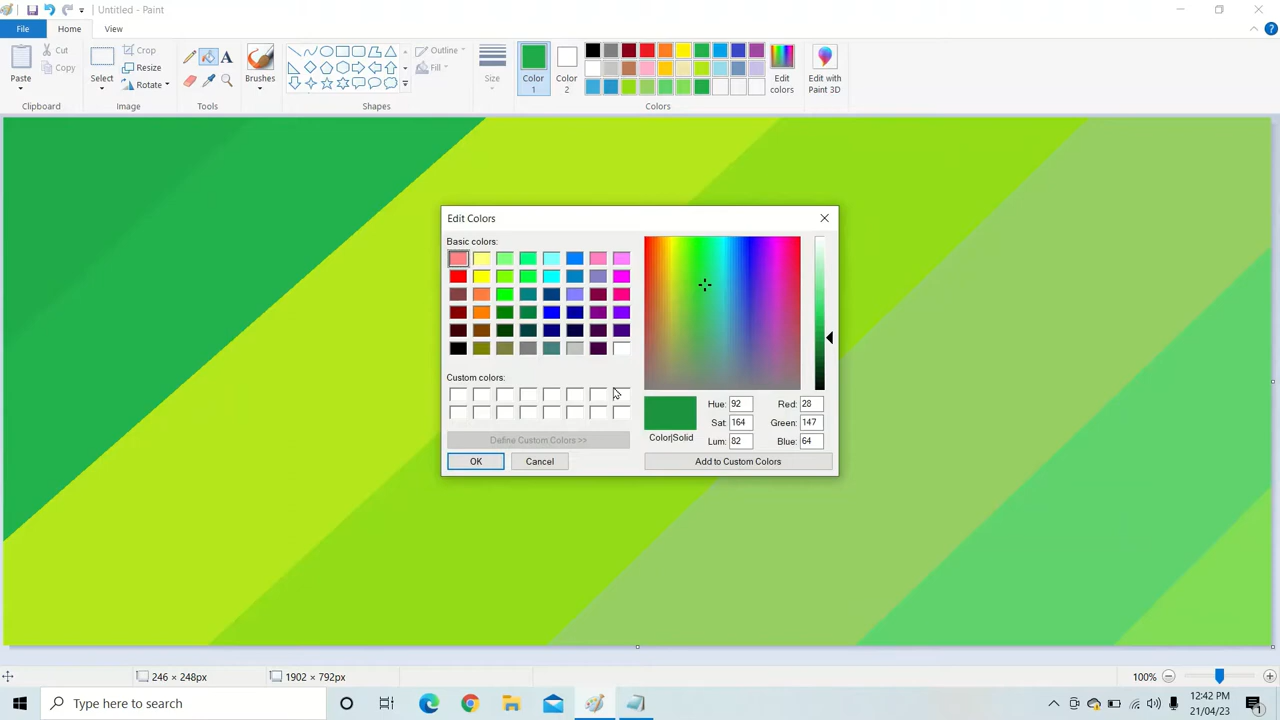 Untitled - Paint
File Home View
Paste
Cut
Copy
Clipboard
Select
Crop
Resize
Rotate
Image
Tools
Brushes
Shapes
Outline
Fill
Size
Color 1
Color 2
Colors
Edit colors
Edit with Paint 3D
Edit Colors
Basic colors:
Custom colors:
Define Custom Colors >>
OK Cancel
Color|Solid
Hue: 92 Red: 28
Sat: 164 Green: 147
Lum: 82 Blue: 64
Add to Custom Colors
246 × 248px 1902 × 792px 100%
Type here to search
12:42 PM
21/04/23
1